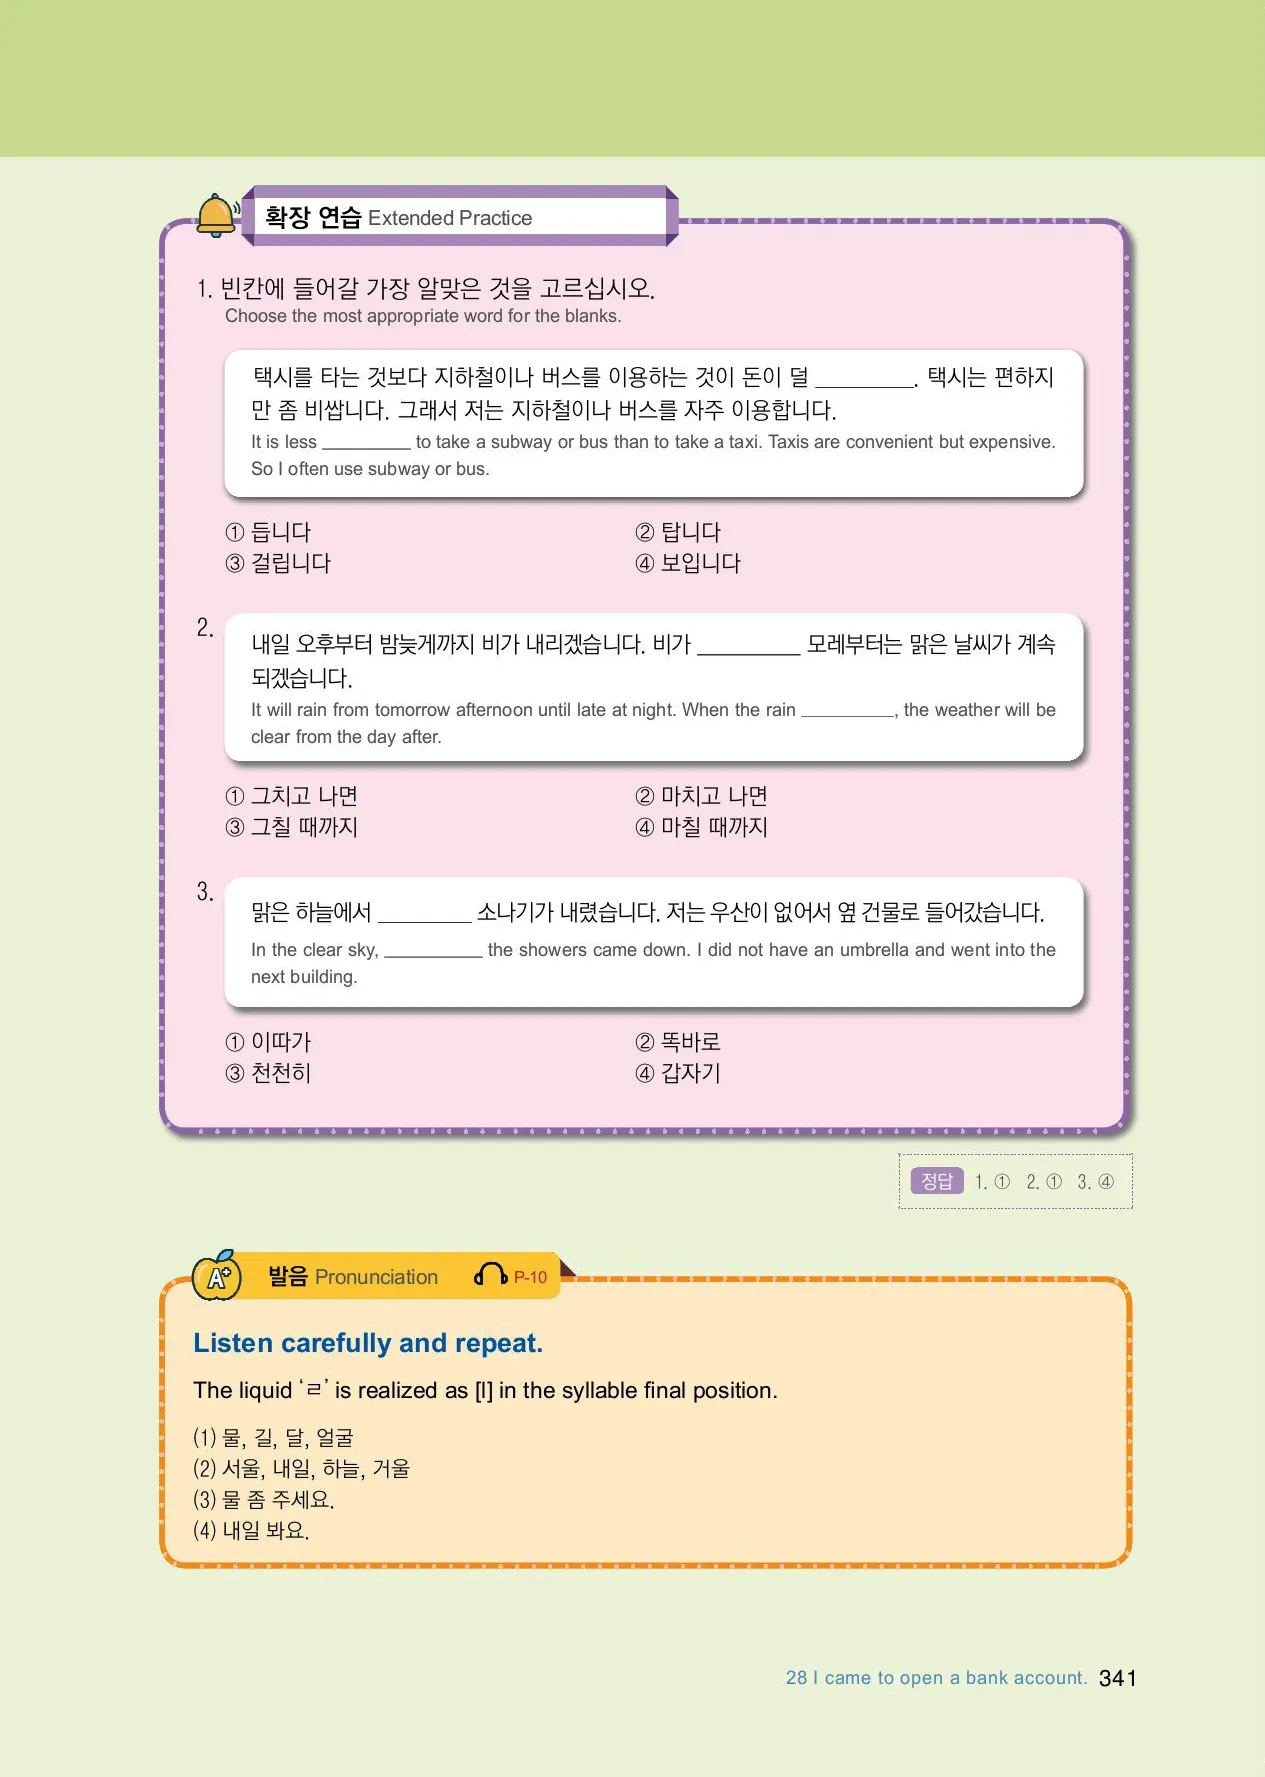 확장 연습 Extended Practice
1. 빈칸에 들어갈 가장 알맞은 것을 고르십시오.
Choose the most appropriate word for the blanks.
택시를 타는 것보다 지하철이나 버스를 이용하는 것이 돈이 덜 ________. 택시는 편하지
만 좀 비쌉니다. 그래서 저는 지하철이나 버스를 자주 이용합니다.
It is less ________ to take a subway or bus than to take a taxi. Taxis are convenient but expensive.
So I often use subway or bus.
① 듭니다 ② 탑니다
③ 걸립니다 ④ 보입니다
2.
내일 오후부터 밤늦게까지 비가 내리겠습니다. 비가 ________ 모레부터는 맑은 날씨가 계속
되겠습니다.
It will rain from tomorrow afternoon until late at night. When the rain ________, the weather will be
clear from the day after.
① 그치고 나면 ② 마치고 나면
③ 그칠 때까지 ④ 마칠 때까지
3.
맑은 하늘에서 ________ 소나기가 내렸습니다. 저는 우산이 없어서 옆 건물로 들어갔습니다.
In the clear sky, ________ the showers came down. I did not have an umbrella and went into the
next building.
① 이따가 ② 똑바로
③ 천천히 ④ 갑자기
정답 1. ① 2. ① 3. ④
A+ 발음 Pronunciation P-10
Listen carefully and repeat.
The liquid ‘ㄹ’ is realized as [l] in the syllable final position.
(1) 물, 길, 달, 얼굴
(2) 서울, 내일, 하늘, 거울
(3) 물 좀 주세요.
(4) 내일 봐요.
28 I came to open a bank account. 341